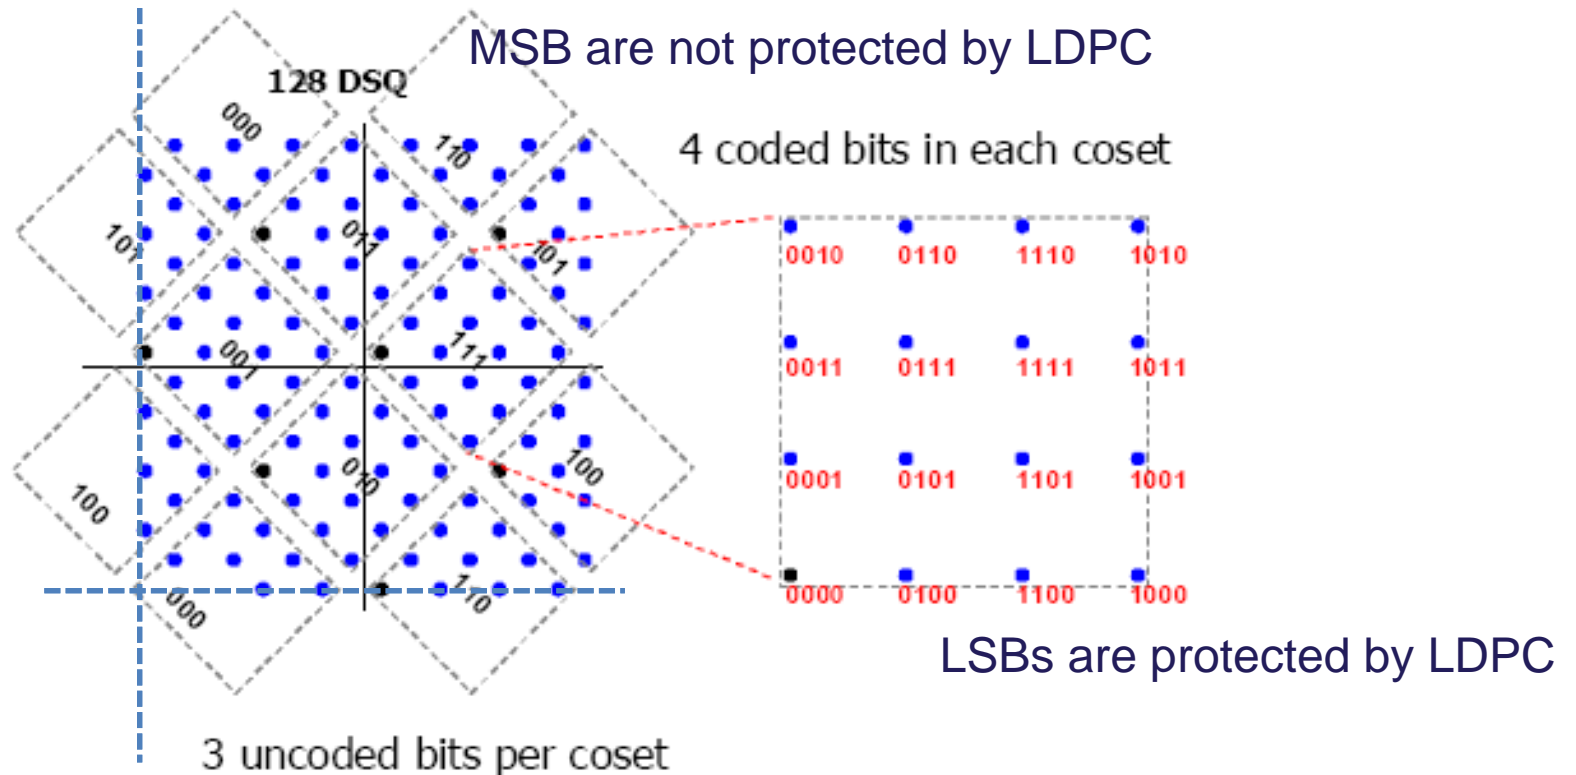 MSB are not protected by LDPC
128 DSQ
000
110
4 coded bits in each coset
101
011
101
001
111
100
010
100
000
110
0010 0110 1110 1010
0011 0111 1111 1011
0001 0101 1101 1001
0000 0100 1100 1000
LSBs are protected by LDPC
3 uncoded bits per coset